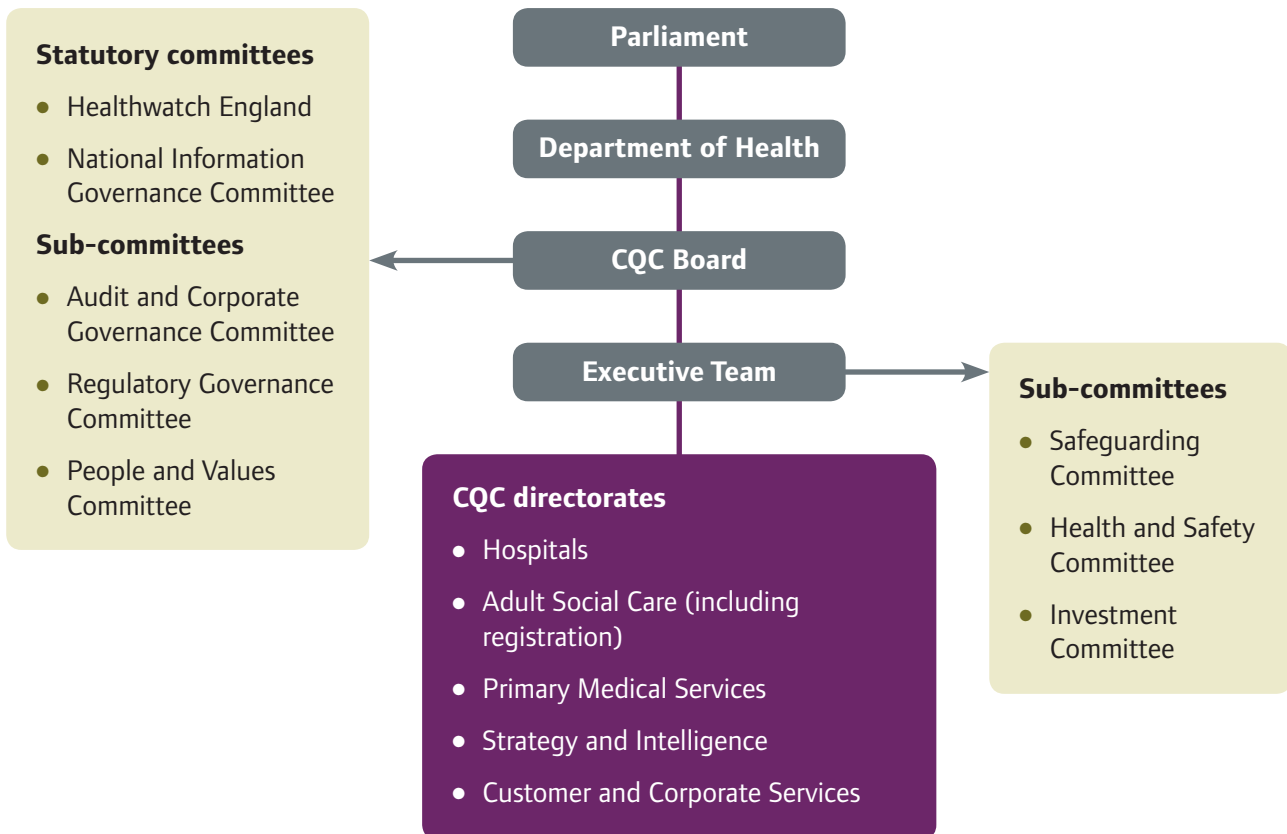 Parliament
Department of Health
CQC Board
Executive Team
Statutory committees
● Healthwatch England
● National Information
Governance Committee
Sub-committees
● Audit and Corporate
Governance Committee
● Regulatory Governance
Committee
● People and Values
Committee
Sub-committees
● Safeguarding
Committee
● Health and Safety
Committee
● Investment
Committee
CQC directorates
● Hospitals
● Adult Social Care (including
registration)
● Primary Medical Services
● Strategy and Intelligence
● Customer and Corporate Services